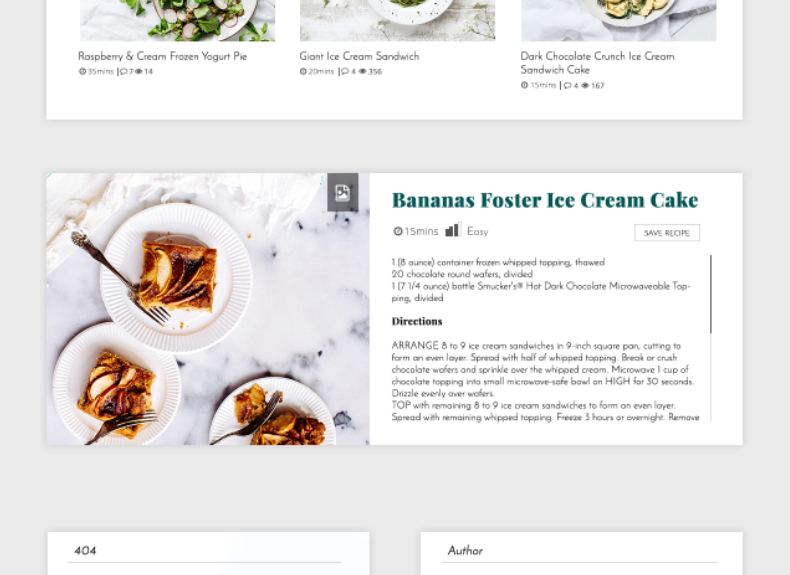 Raspberry & Cream Frozen Yogurt Pie
35mins | 7 14
Giant Ice Cream Sandwich
20mins | 4 356
Dark Chocolate Crunch Ice Cream
Sandwich Cake
15mins | 4 167
Bananas Foster Ice Cream Cake
15mins Easy
SAVE RECIPE
1 (8 ounce) container frozen whipped topping, thawed
20 chocolate round wafers, divided
1 (7 1/4 ounce) bottle Smucker's® Hot Dark Chocolate Microwaveable Top-
ping, divided
Directions
ARRANGE 8 to 9 ice cream sandwiches in 9-inch square pan, cutting to
form an even layer. Spread with half of whipped topping. Break or crush
chocolate wafers and sprinkle over the whipped cream. Microwave 1 cup of
chocolate topping into small microwave-safe bowl on HIGH for 30 seconds.
Drizzle evenly over wafers.
TOP with remaining 8 to 9 ice cream sandwiches to form an even layer.
Spread with remaining whipped topping. Freeze 3 hours or overnight. Remove
404
Author